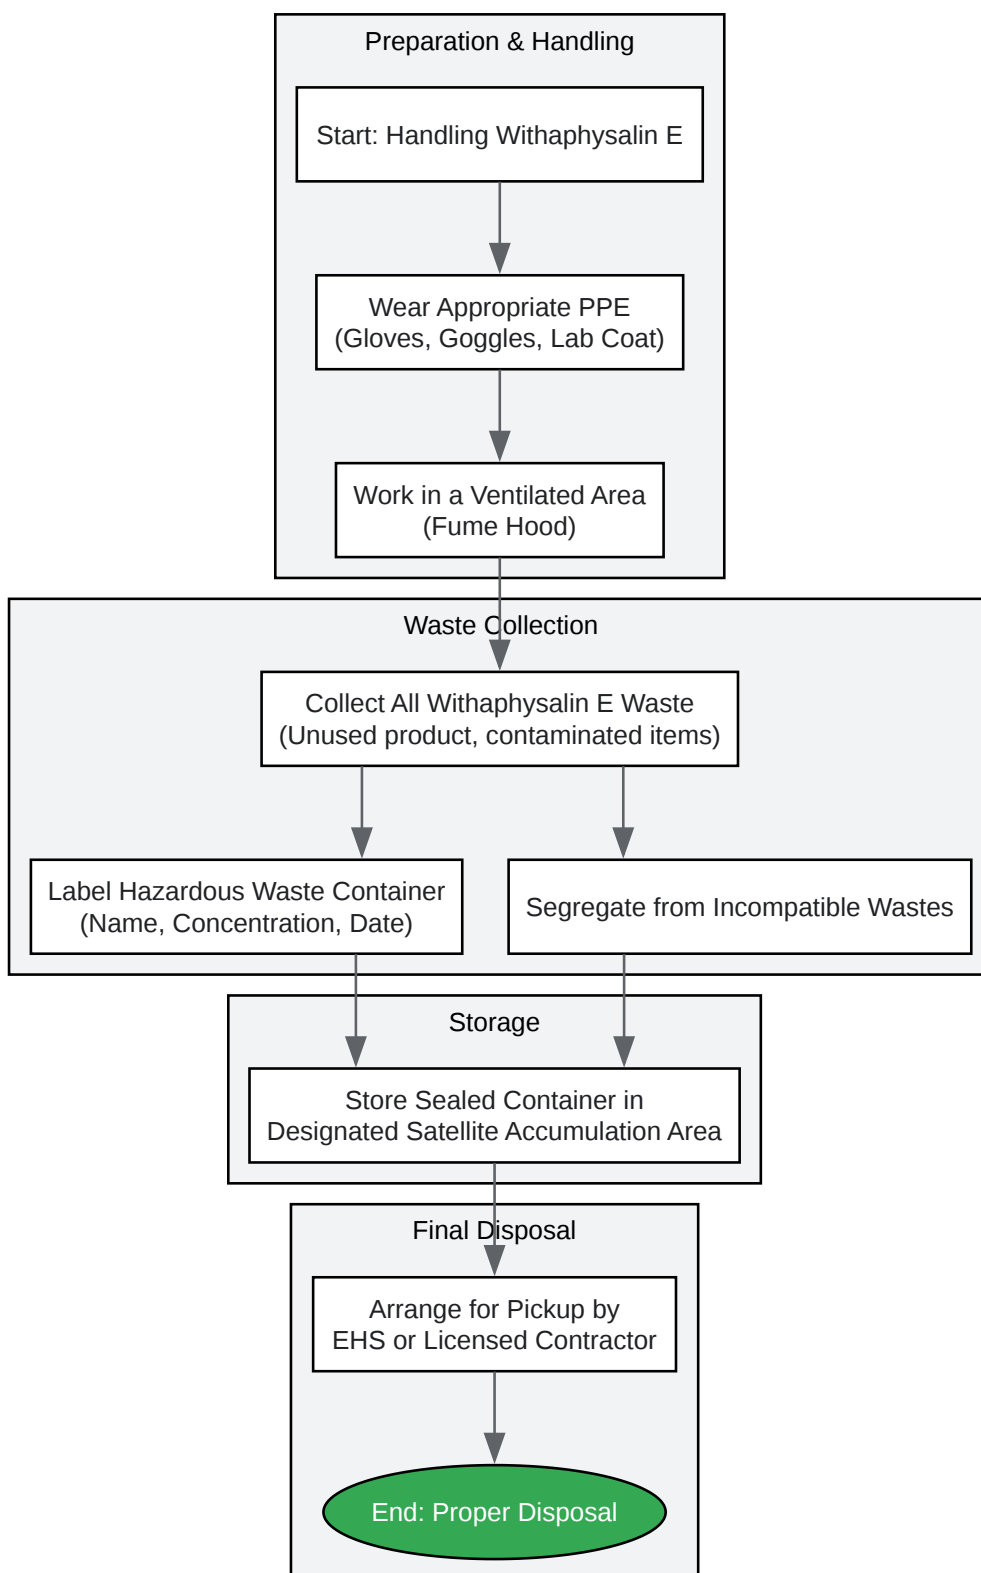 Preparation & Handling
Start: Handling Withaphysalin E
Wear Appropriate PPE
(Gloves, Goggles, Lab Coat)
Work in a Ventilated Area
(Fume Hood)
Waste Collection
Collect All Withaphysalin E Waste
(Unused product, contaminated items)
Label Hazardous Waste Container
(Name, Concentration, Date)
Segregate from Incompatible Wastes
Storage
Store Sealed Container in
Designated Satellite Accumulation Area
Final Disposal
Arrange for Pickup by
EHS or Licensed Contractor
End: Proper Disposal